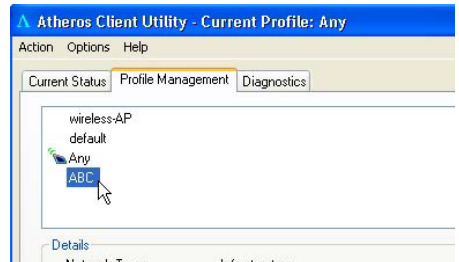 Atheros Client Utility - Current Profile: Any
Action Options Help
Current Status Profile Management Diagnostics
wireless-AP
default
Any
ABC
Details